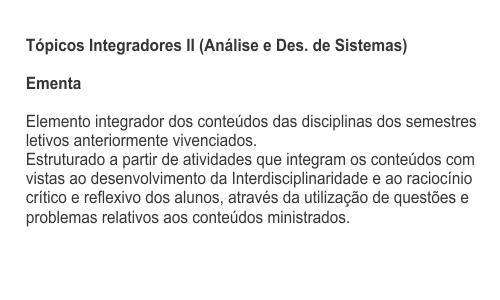 Tópicos Integradores II (Análise e Des. de Sistemas)
Ementa
Elemento integrador dos conteúdos das disciplinas dos semestres
letivos anteriormente vivenciados.
Estruturado a partir de atividades que integram os conteúdos com
vistas ao desenvolvimento da Interdisciplinaridade e ao raciocínio
crítico e reflexivo dos alunos, através da utilização de questões e
problemas relativos aos conteúdos ministrados.